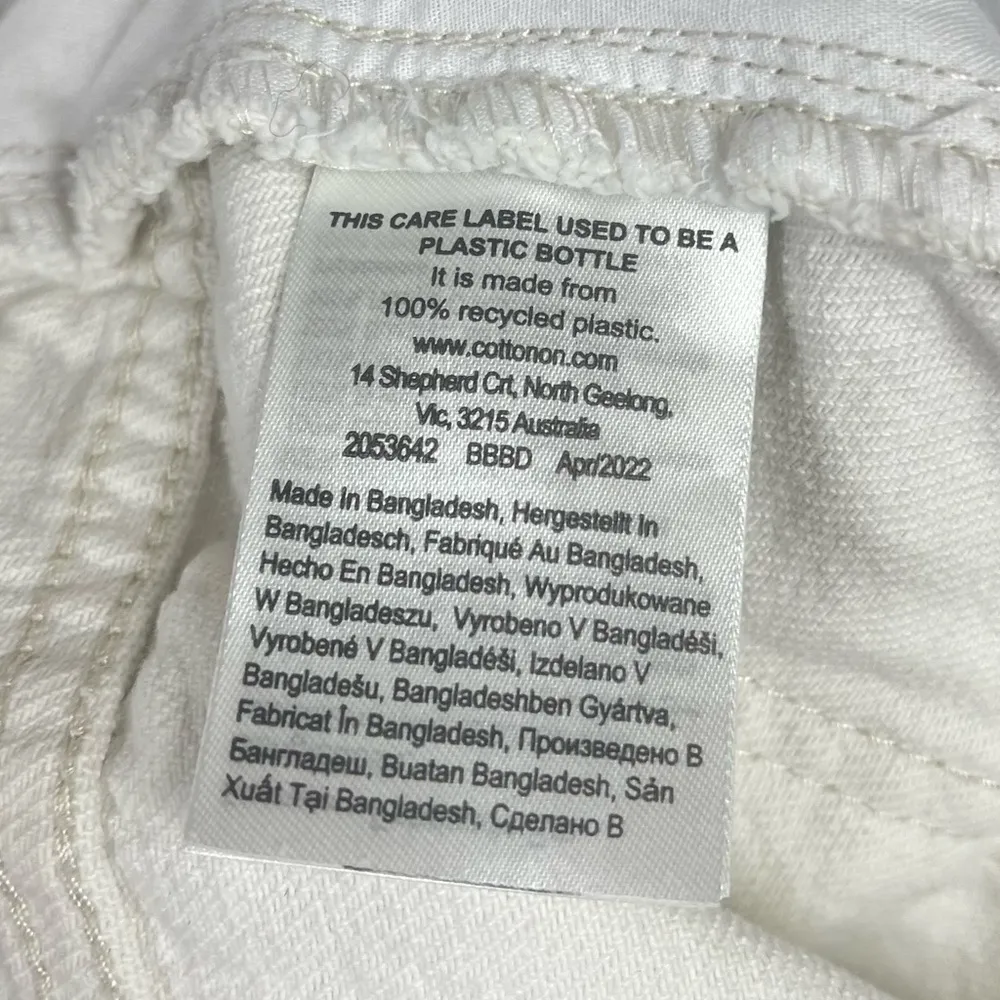 THIS CARE LABEL USED TO BE A
PLASTIC BOTTLE
It is made from
100% recycled plastic.
www.cottonon.com
14 Shepherd Crt, North Geelong,
Vic, 3215 Australia
2053642 BBBD Apr/2022
Made In Bangladesh, Hergestellt In
Bangladesch, Fabriqué Au Bangladesh,
Hecho En Bangladesh, Wyprodukowane
W Bangladeszu, Vyrobeno V Bangladéši,
Vyrobené V Bangladéši, Izdelano V
Bangladešu, Bangladeshben Gyártva,
Fabricat În Bangladesh, Произведено В
Бангладеш, Buatan Bangladesh, Sản
Xuất Tại Bangladesh, Сделано В